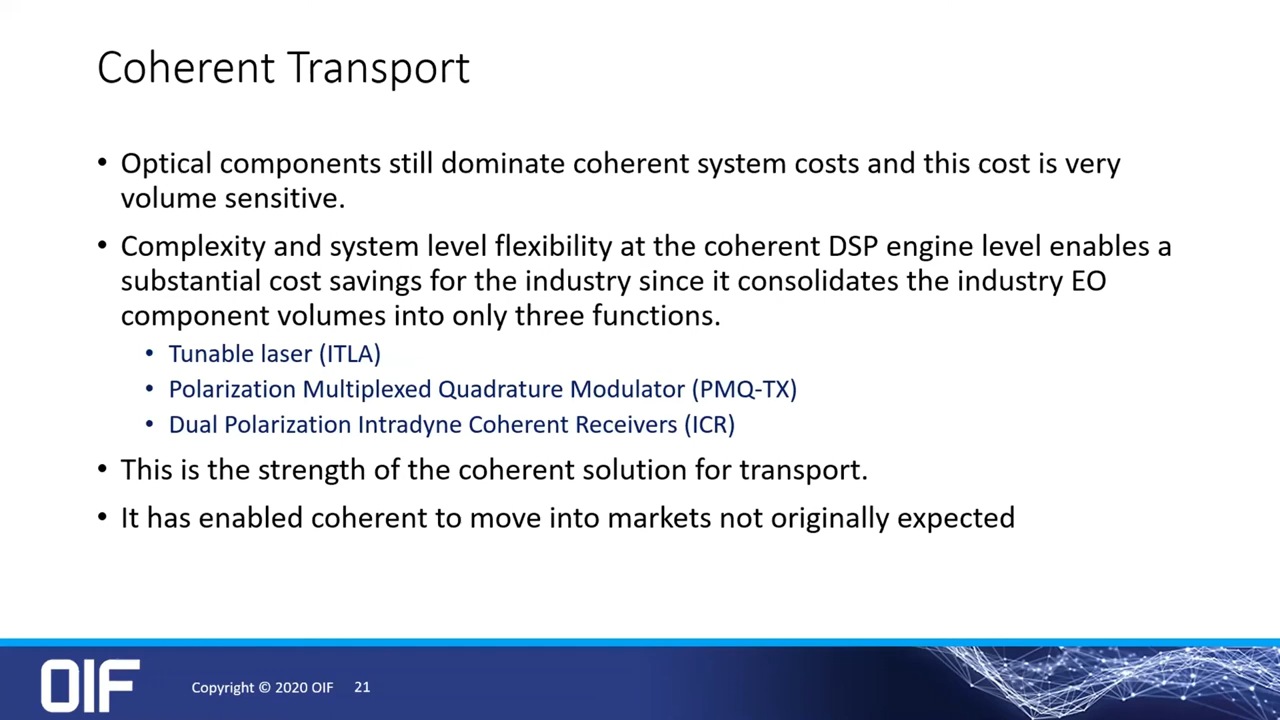 Coherent Transport
• Optical components still dominate coherent system costs and this cost is very
volume sensitive.
• Complexity and system level flexibility at the coherent DSP engine level enables a
substantial cost savings for the industry since it consolidates the industry EO
component volumes into only three functions.
• Tunable laser (ITLA)
• Polarization Multiplexed Quadrature Modulator (PMQ-TX)
• Dual Polarization Intradyne Coherent Receivers (ICR)
• This is the strength of the coherent solution for transport.
• It has enabled coherent to move into markets not originally expected
OIF
Copyright © 2020 OIF 21